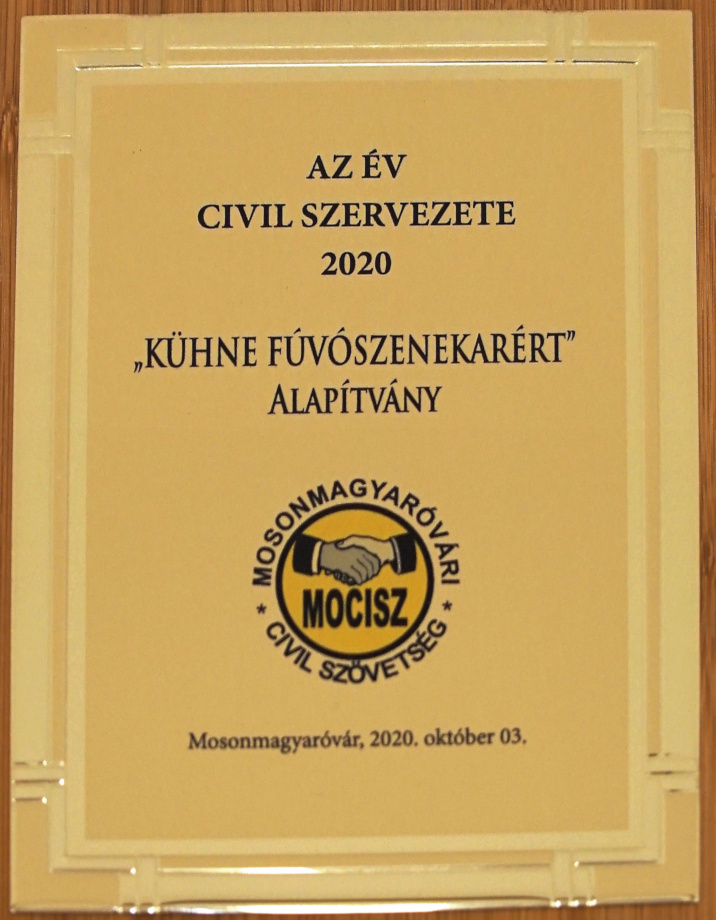 AZ ÉV
CIVIL SZERVEZETE
2020
„KÜHNE FÚVÓSZENEKARÉRT”
ALAPÍTVÁNY
MOSONMAGYARÓVÁRI
MOCISZ
* CIVIL SZÖVETSÉG *
Mosonmagyaróvár, 2020. október 03.